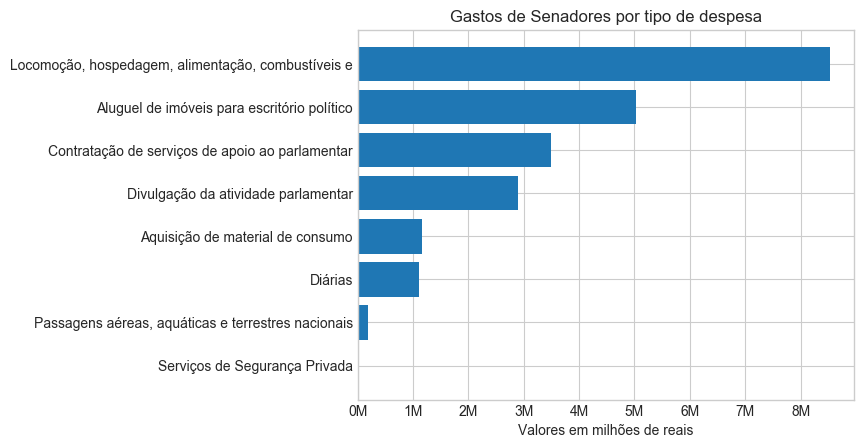 Gastos de Senadores por tipo de despesa
Locomoção, hospedagem, alimentação, combustíveis e
Aluguel de imóveis para escritório político
Contratação de serviços de apoio ao parlamentar
Divulgação da atividade parlamentar
Aquisição de material de consumo
Diárias
Passagens aéreas, aquáticas e terrestres nacionais
Serviços de Segurança Privada
0M 1M 2M 3M 4M 5M 6M 7M 8M
Valores em milhões de reais